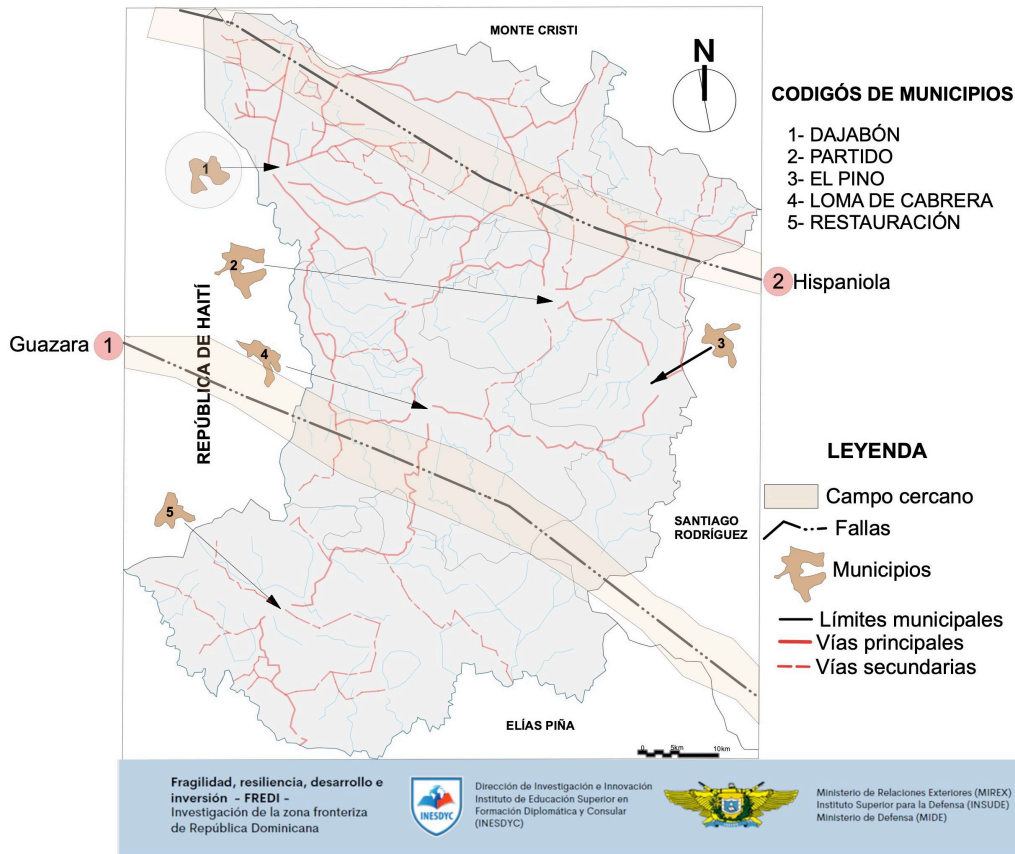 MONTE CRISTI
N
CODIGÓS DE MUNICIPIOS
1- DAJABÓN
2- PARTIDO
3- EL PINO
4- LOMA DE CABRERA
5- RESTAURACIÓN
1
2
2 Hispaniola
REPÚBLICA DE HAITÍ
Guazara 1
4
3
LEYENDA
Campo cercano
Fallas
Municipios
Límites municipales
Vías principales
Vías secundarias
5
SANTIAGO
RODRÍGUEZ
ELÍAS PIÑA
0 5km 10km
Fragilidad, resiliencia, desarrollo e
inversión - FREDI -
Investigación de la zona fronteriza
de República Dominicana
INESDYC
Dirección de Investigación e Innovación
Instituto de Educación Superior en
Formación Diplomática y Consular
(INESDYC)
Ministerio de Relaciones Exteriores (MIREX)
Instituto Superior para la Defensa (INSUDE)
Ministerio de Defensa (MIDE)